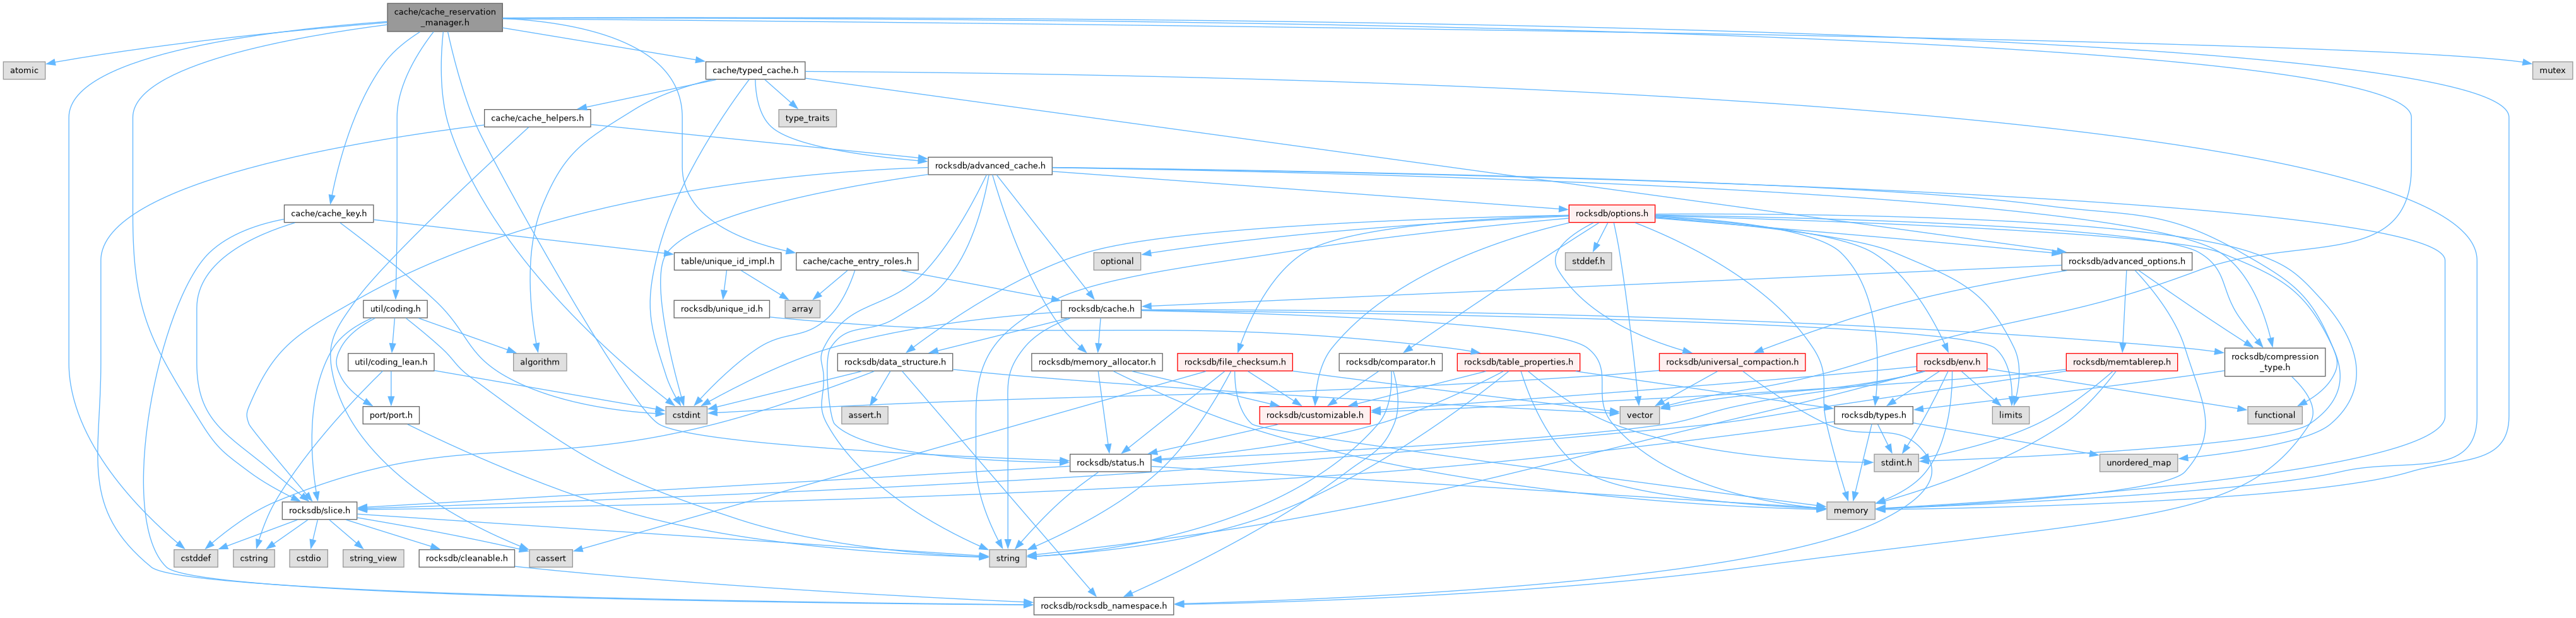 cache/cache_reservation
_manager.h
atomic
cache/typed_cache.h
mutex
cache/cache_helpers.h
type_traits
rocksdb/advanced_cache.h
cache/cache_key.h
rocksdb/options.h
table/unique_id_impl.h
cache/cache_entry_roles.h
optional
stddef.h
rocksdb/advanced_options.h
util/coding.h
rocksdb/unique_id.h
array
rocksdb/cache.h
util/coding_lean.h
algorithm
rocksdb/data_structure.h
rocksdb/memory_allocator.h
rocksdb/file_checksum.h
rocksdb/comparator.h
rocksdb/table_properties.h
rocksdb/universal_compaction.h
rocksdb/env.h
rocksdb/memtablerep.h
rocksdb/compression
_type.h
port/port.h
cstdint
assert.h
rocksdb/customizable.h
vector
rocksdb/types.h
limits
functional
rocksdb/status.h
stdint.h
unordered_map
rocksdb/slice.h
memory
cstddef
cstring
cstdio
string_view
rocksdb/cleanable.h
cassert
string
rocksdb/rocksdb_namespace.h